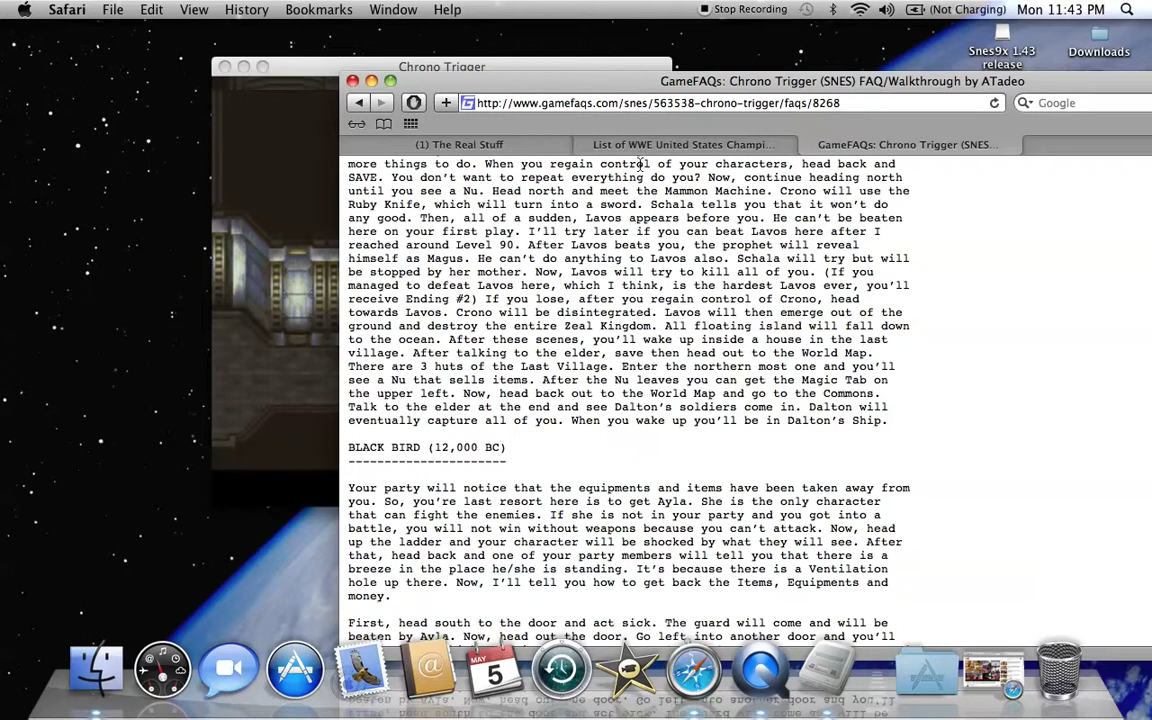 Safari File Edit View History Bookmarks Window Help
Stop Recording (Not Charging) Mon 11:43 PM
Snes9x 1.43
release
Downloads
Chrono Trigger
GameFAQs: Chrono Trigger (SNES) FAQ/Walkthrough by ATadeo
http://www.gamefaqs.com/snes/563538-chrono-trigger/faqs/8268
Google
(1) The Real Stuff
List of WWE United States Champi...
GameFAQs: Chrono Trigger (SNES...
more things to do. When you regain control of your characters, head back and
SAVE. You don't want to repeat everything do you? Now, continue heading north
until you see a Nu. Head north and meet the Mammon Machine. Crono will use the
Ruby Knife, which will turn into a sword. Schala tells you that it won't do
any good. Then, all of a sudden, Lavos appears before you. He can't be beaten
here on your first play. I'll try later if you can beat Lavos here after I
reached around Level 90. After Lavos beats you, the prophet will reveal
himself as Magus. He can't do anything to Lavos also. Schala will try but will
be stopped by her mother. Now, Lavos will try to kill all of you. (If you
managed to defeat Lavos here, which I think, is the hardest Lavos ever, you'll
receive Ending #2) If you lose, after you regain control of Crono, head
towards Lavos. Crono will be disintegrated. Lavos will then emerge out of the
ground and destroy the entire Zeal Kingdom. All floating island will fall down
to the ocean. After these scenes, you'll wake up inside a house in the last
village. After talking to the elder, save then head out to the World Map.
There are 3 huts of the Last Village. Enter the northern most one and you'll
see a Nu that sells items. After the Nu leaves you can get the Magic Tab on
the upper left. Now, head back out to the World Map and go to the Commons.
Talk to the elder at the end and see Dalton's soldiers come in. Dalton will
eventually capture all of you. When you wake up you'll be in Dalton's Ship.
BLACK BIRD (12,000 BC)
----------------------
Your party will notice that the equipments and items have been taken away from
you. So, you're last resort here is to get Ayla. She is the only character
that can fight the enemies. If she is not in your party and you got into a
battle, you will not win without weapons because you can't attack. Now, head
up the ladder and your character will be shocked by what they will see. After
that, head back and one of your party members will tell you that there is a
breeze in the place he/she is standing. It's because there is a Ventilation
hole up there. Now, I'll tell you how to get back the Items, Equipments and
money.
First, head south to the door and act sick. The guard will come and will be
beaten by Ayla. Now, head out the door. Go left into another door and you'll
MAY
5